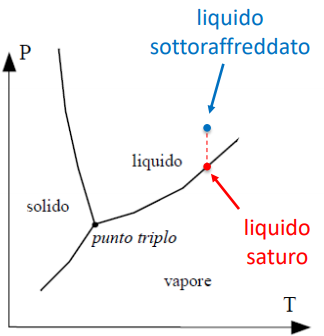 liquido
sottoraffreddato
P
liquido
solido
punto triplo
liquido
saturo
vapore
T